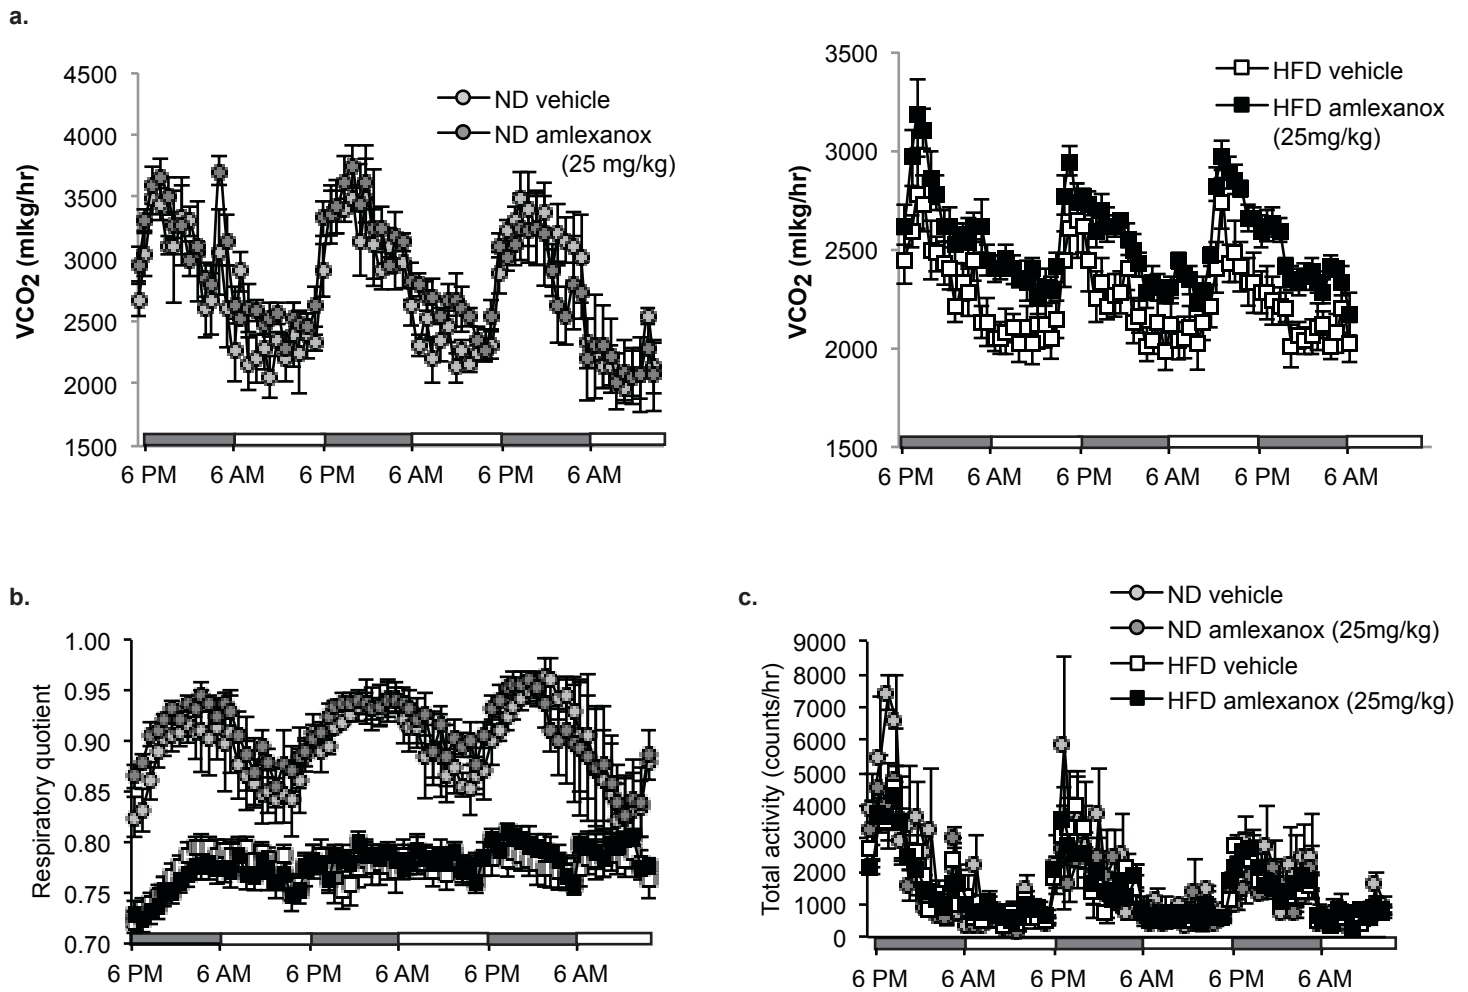 a.
4500
4000
3500
3000
2500
2000
1500
VCO2 (mlkg/hr)
ND vehicle
ND amlexanox
(25 mg/kg)
6 PM 6 AM 6 PM 6 AM 6 PM 6 AM
3500
3000
2500
2000
1500
VCO2 (mlkg/hr)
HFD vehicle
HFD amlexanox
(25mg/kg)
6 PM 6 AM 6 PM 6 AM 6 PM 6 AM
b.
1.00
0.95
0.90
0.85
0.80
0.75
0.70
Respiratory quotient
6 PM 6 AM 6 PM 6 AM 6 PM 6 AM
c.
ND vehicle
ND amlexanox (25mg/kg)
HFD vehicle
HFD amlexanox (25mg/kg)
9000
8000
7000
6000
5000
4000
3000
2000
1000
0
Total activity (counts/hr)
6 PM 6 AM 6 PM 6 AM 6 PM 6 AM